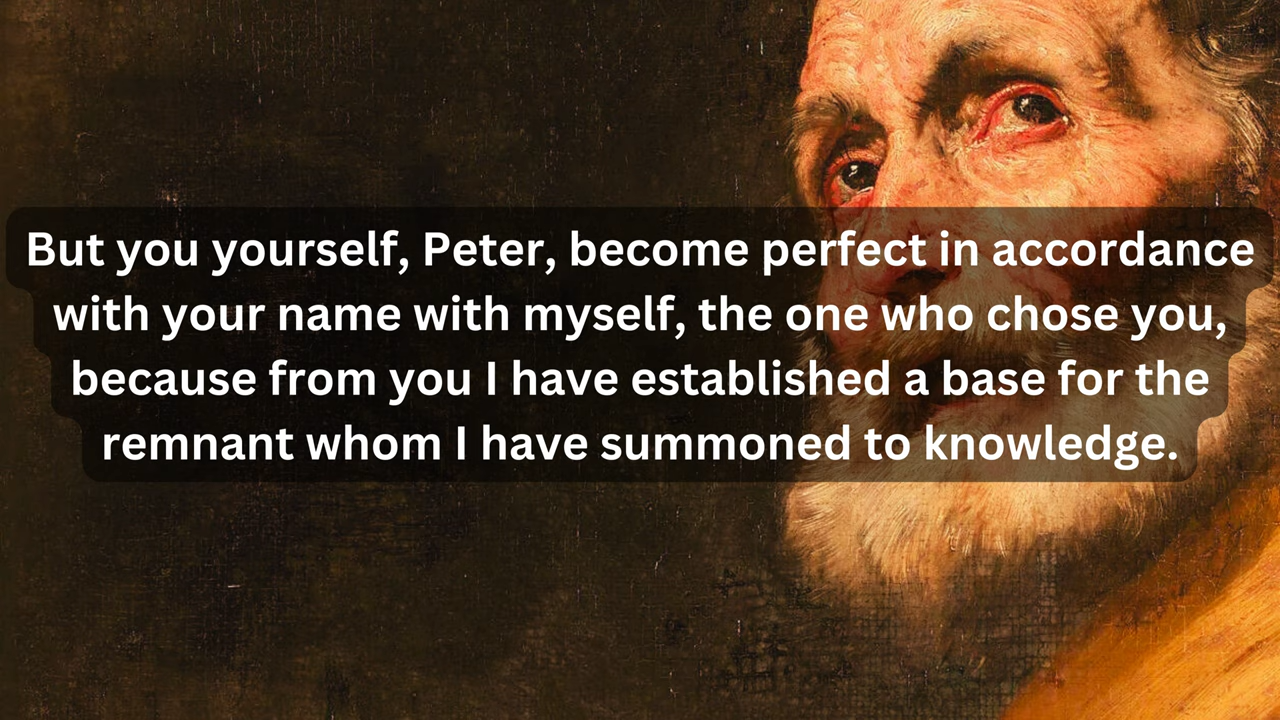 But you yourself, Peter, become perfect in accordance
with your name with myself, the one who chose you,
because from you I have established a base for the
remnant whom I have summoned to knowledge.